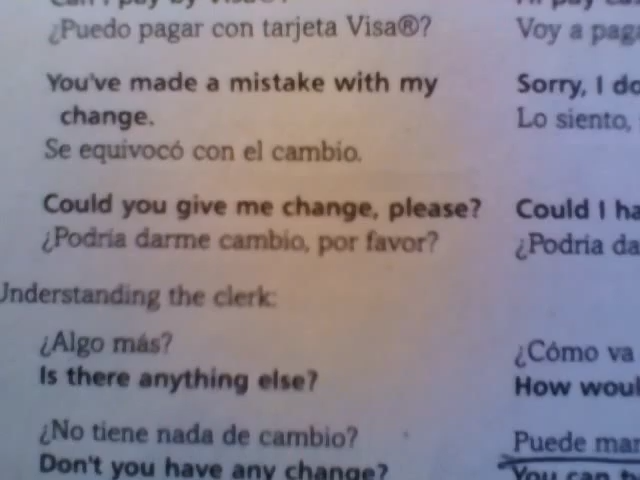 ¿Puedo pagar con tarjeta Visa®?
You've made a mistake with my
change.
Se equivocó con el cambio.
Could you give me change, please?
¿Podría darme cambio, por favor?
Understanding the clerk:
¿Algo más?
Is there anything else?
¿No tiene nada de cambio?
Don't you have any change?
Voy a
Sorry, I
Lo siento,
Could I
¿Podría
¿Cómo va
How
Puede
You can